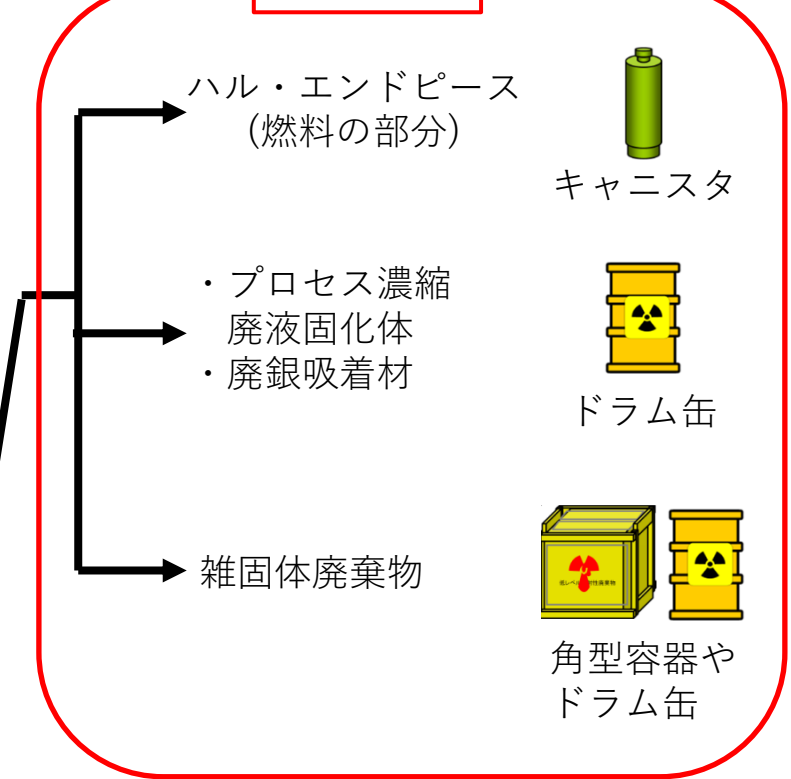 ハル・エンドピース
(燃料の部分)
キャニスタ
・プロセス濃縮
廃液固化体
・廃銀吸着材
ドラム缶
雑固体廃棄物
角型容器や
ドラム缶